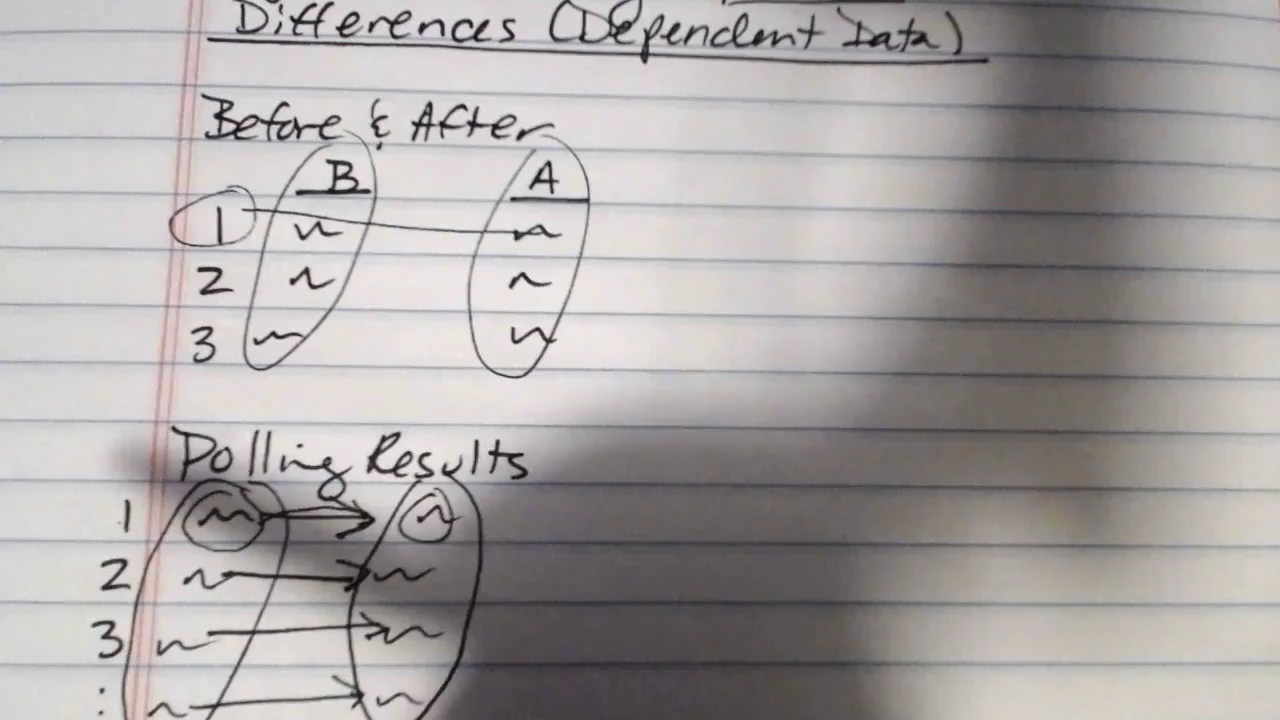 Differences (Dependent Data)
Before & After
B A
1
2
3
Polling Results
1
2
3
: